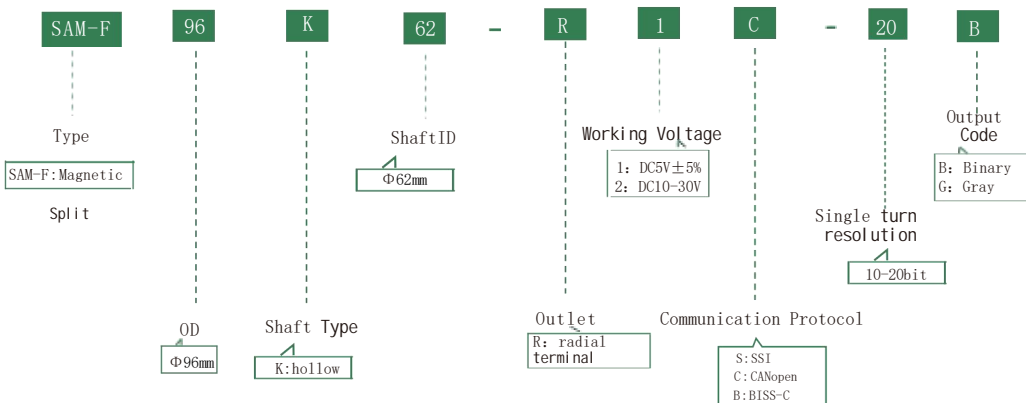 SAM-F 96 K 62 - R 1 C - 20 B
Type
SAM-F:Magnetic
Split
ShaftID
Φ62mm
Working Voltage
1: DC5V±5%
2: DC10-30V
Output
Code
B: Binary
G: Gray
Single turn
resolution
10-20bit
OD
Φ96mm
Shaft Type
K:hollow
Outlet
R: radial
terminal
Communication Protocol
S:SSI
C:CANopen
B:BISS-C